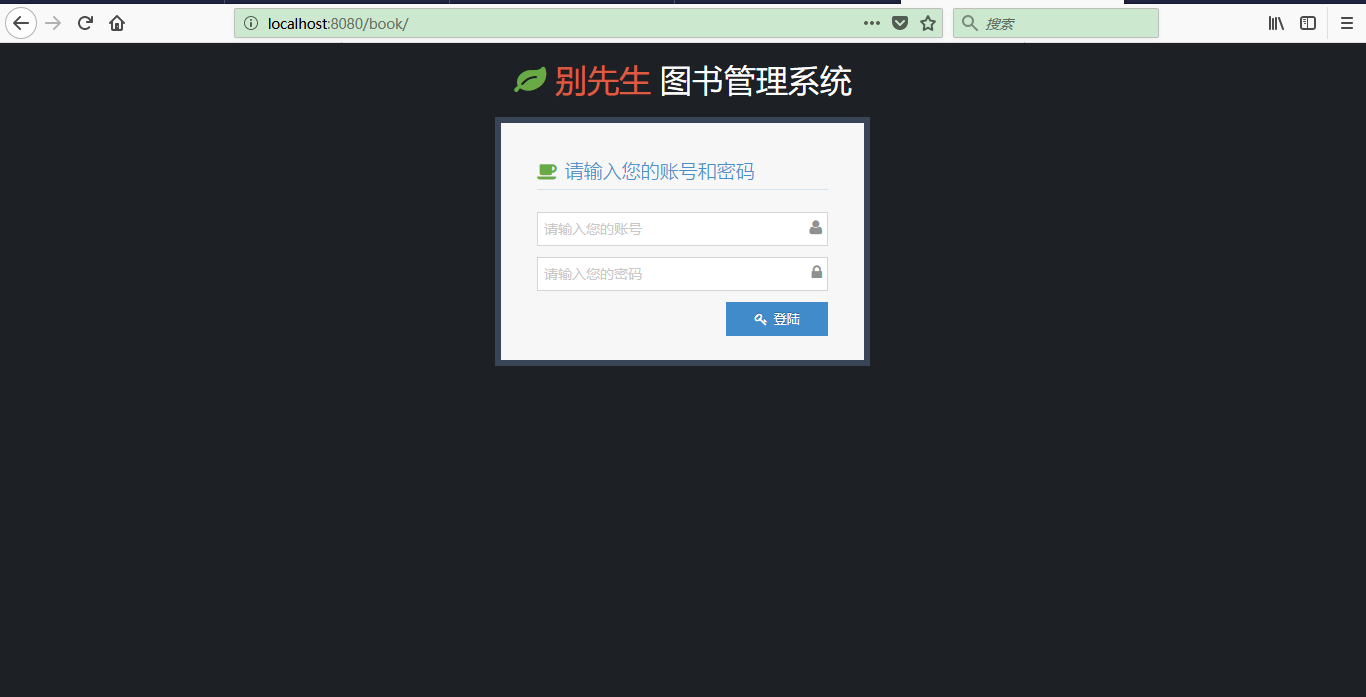 localhost:8080/book/
搜索
别先生 图书管理系统
请输入您的账号和密码
请输入您的账号
请输入您的密码
登陆